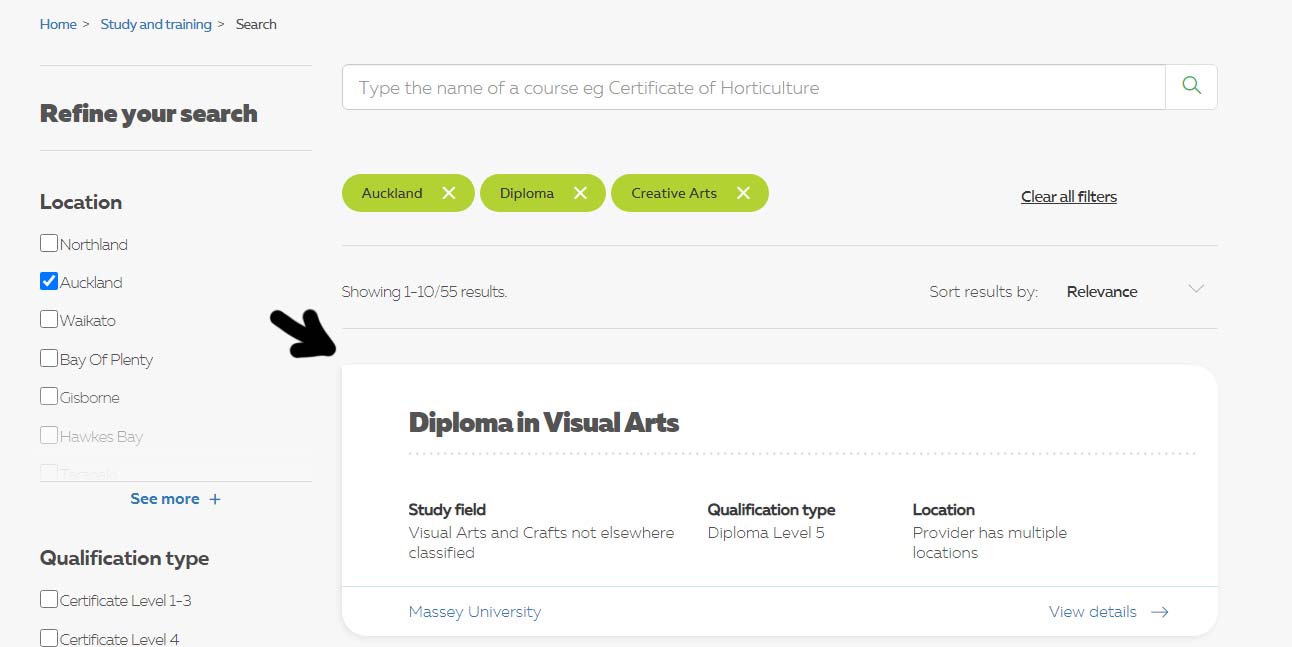 Home > Study and training > Search
Refine your search
Location
Northland
Auckland
Waikato
Bay Of Plenty
Gisborne
Hawkes Bay
Taranaki
See more +
Qualification type
Certificate Level 1-3
Certificate Level 4
Type the name of a course eg Certificate of Horticulture
Auckland Diploma Creative Arts
Clear all filters
Showing 1-10/55 results.
Sort results by: Relevance
Diploma in Visual Arts
Study field
Visual Arts and Crafts not elsewhere
classified
Qualification type
Diploma Level 5
Location
Provider has multiple
locations
Massey University
View details